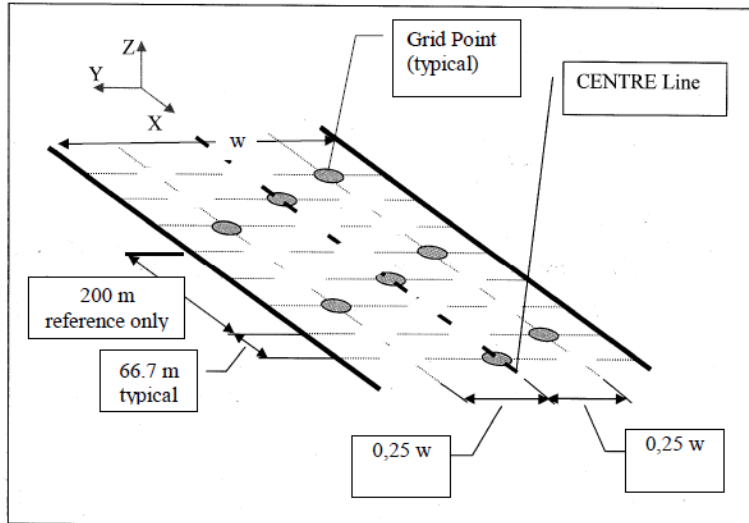 Grid Point
(typical)
Z
Y
X
CENTRE Line
w
200 m
reference only
66.7 m
typical
0,25 w
0,25 w